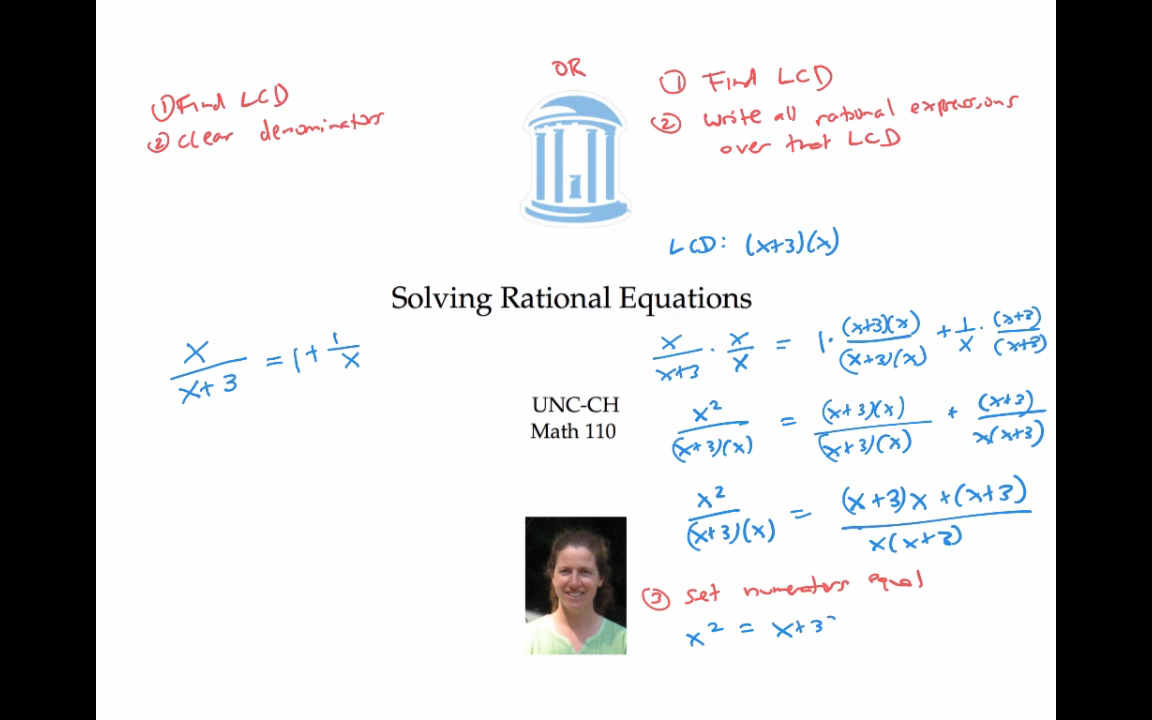 OR
① Find LCD
② clear denominators
① Find LCD
② write all rational expressions
over that LCD
LCD: (x+3)(x)
Solving Rational Equations
x/(x+3) = 1 + 1/x
x/(x+3) · x/x = 1 · (x+3)(x)/(x+3)(x) + 1/x · (x+3)/(x+3)
UNC-CH
Math 110
x²/(x+3)(x) = (x+3)(x)/(x+3)(x) + (x+3)/x(x+3)
x²/(x+3)(x) = (x+3)x + (x+3)/x(x+3)
③ set numerators equal
x² = x+3